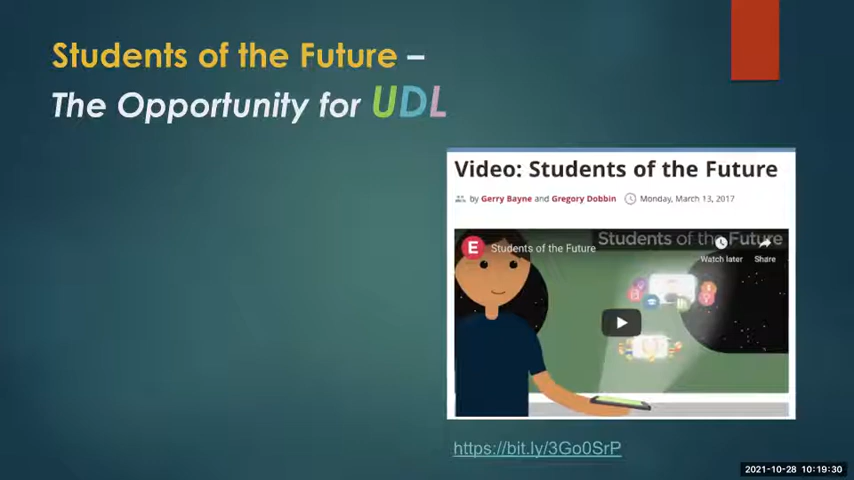 Students of the Future –
The Opportunity for UDL
Video: Students of the Future
by Gerry Bayne and Gregory Dobbin Monday, March 13, 2017
E Students of the Future
Students of the Future
Watch later Share
https://bit.ly/3Go0SrP
2021-10-28 10:19:30